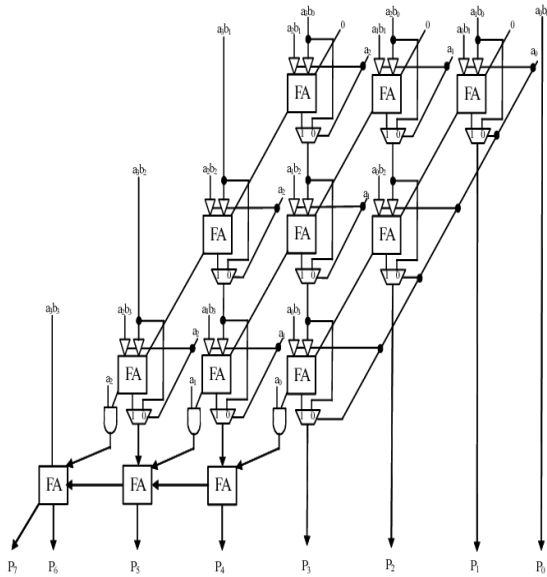 a₃b₀ 0 a₂b₀ 0 a₁b₀ 0 a₀b₀
a₃b₁ a₂b₁ a₁b₁ a₀b₁
a₂ a₁ a₀
FA FA FA
1 0 1 0 1 0
a₃b₂ a₂b₂ a₁b₂ a₀b₂
a₂ a₁
FA FA FA
1 0 1 0 1 0
a₃b₃ a₂b₃ a₁b₃ a₀b₃
a₂ a₁
FA FA FA
a₂ a₁ a₀
1 0 1 0 1 0
FA FA FA
P₇ P₆ P₅ P₄ P₃ P₂ P₁ P₀